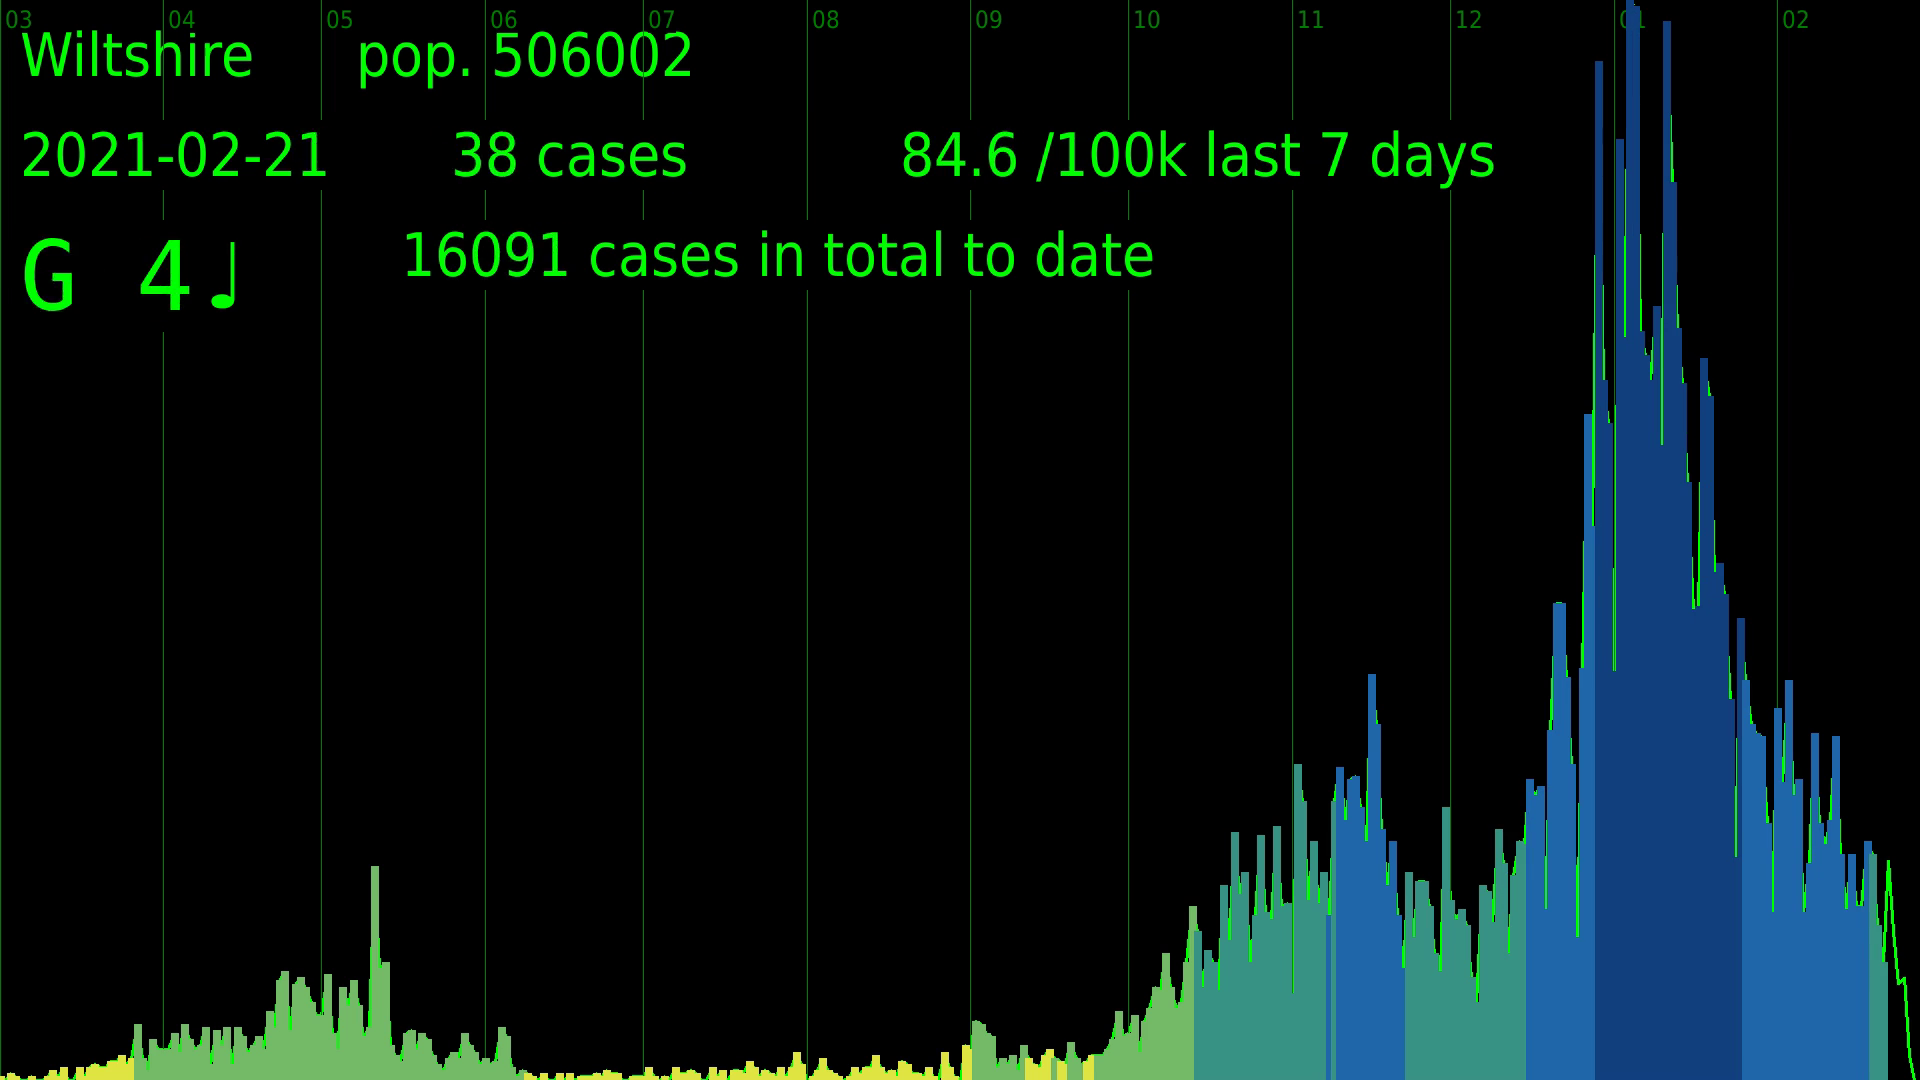 03 04 05 06 07 08 09 10 11 12 01 02
Wiltshire pop. 506002
2021-02-21 38 cases 84.6 /100k last 7 days
G 4♩ 16091 cases in total to date